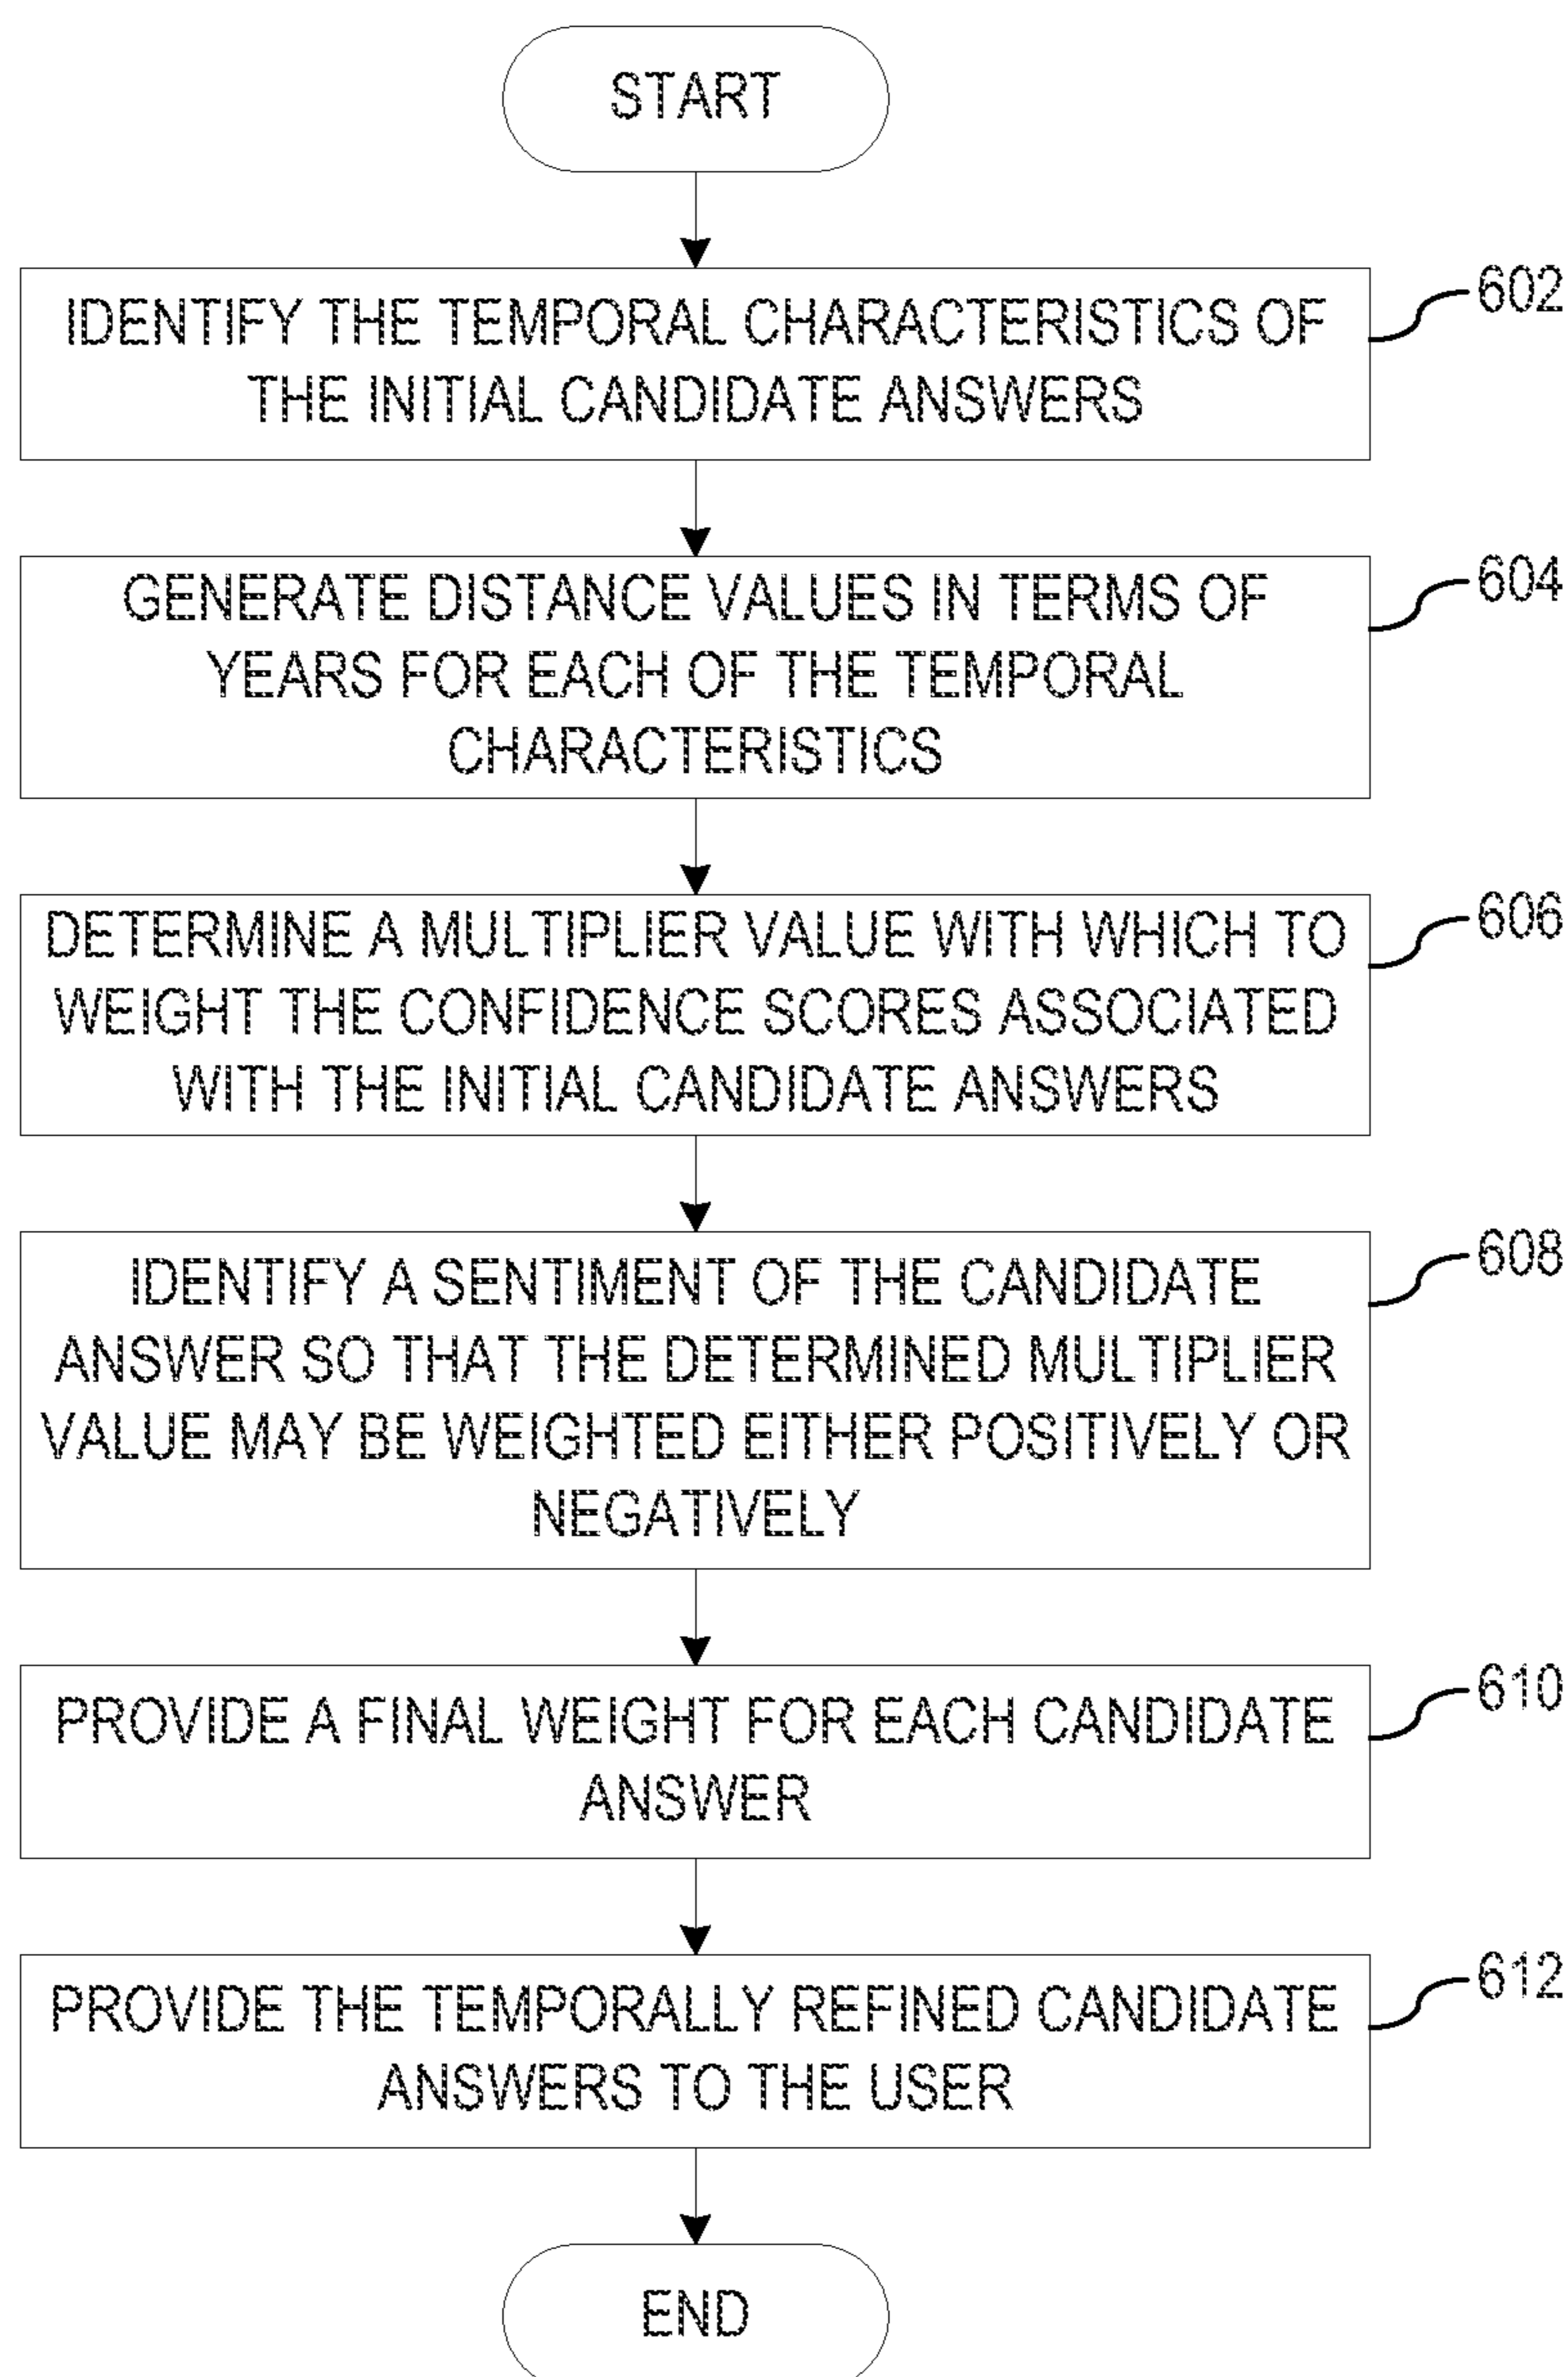 START
IDENTIFY THE TEMPORAL CHARACTERISTICS OF
THE INITIAL CANDIDATE ANSWERS
602
GENERATE DISTANCE VALUES IN TERMS OF
YEARS FOR EACH OF THE TEMPORAL
CHARACTERISTICS
604
DETERMINE A MULTIPLIER VALUE WITH WHICH TO
WEIGHT THE CONFIDENCE SCORES ASSOCIATED
WITH THE INITIAL CANDIDATE ANSWERS
606
IDENTIFY A SENTIMENT OF THE CANDIDATE
ANSWER SO THAT THE DETERMINED MULTIPLIER
VALUE MAY BE WEIGHTED EITHER POSITIVELY OR
NEGATIVELY
608
PROVIDE A FINAL WEIGHT FOR EACH CANDIDATE
ANSWER
610
PROVIDE THE TEMPORALLY REFINED CANDIDATE
ANSWERS TO THE USER
612
END